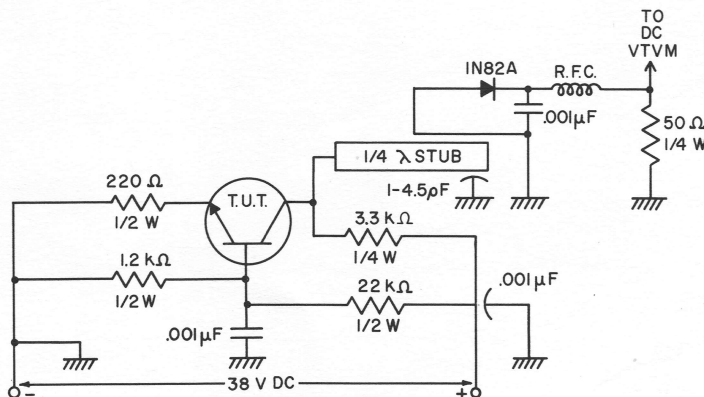 TO
DC
VTVM
1N82A
R.F.C.
.001μF
50 Ω
1/4 W
1/4 λ STUB
1-4.5pF
220 Ω
1/2 W
T.U.T.
3.3 kΩ
1/4 W
1.2 kΩ
1/2 W
22 kΩ
1/2 W
.001μF
.001μF
-
38 V DC
+